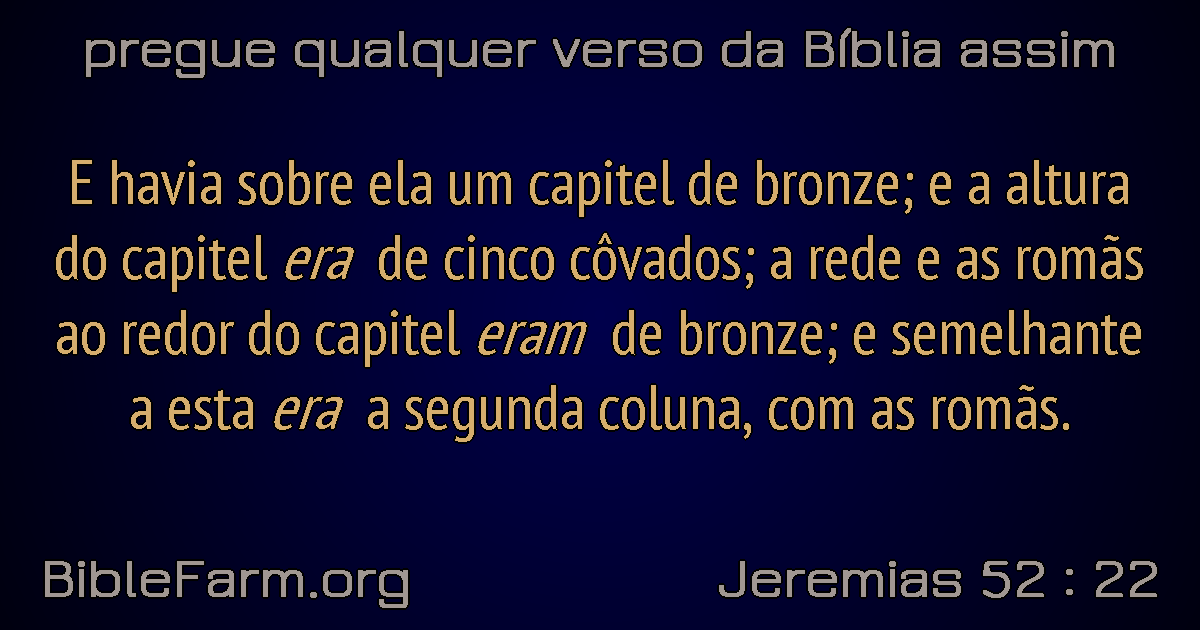 pregue qualquer verso da Bíblia assim
E havia sobre ela um capitel de bronze; e a altura
do capitel era de cinco côvados; a rede e as romãs
ao redor do capitel eram de bronze; e semelhante
a esta era a segunda coluna, com as romãs.
BibleFarm.org
Jeremias 52 : 22